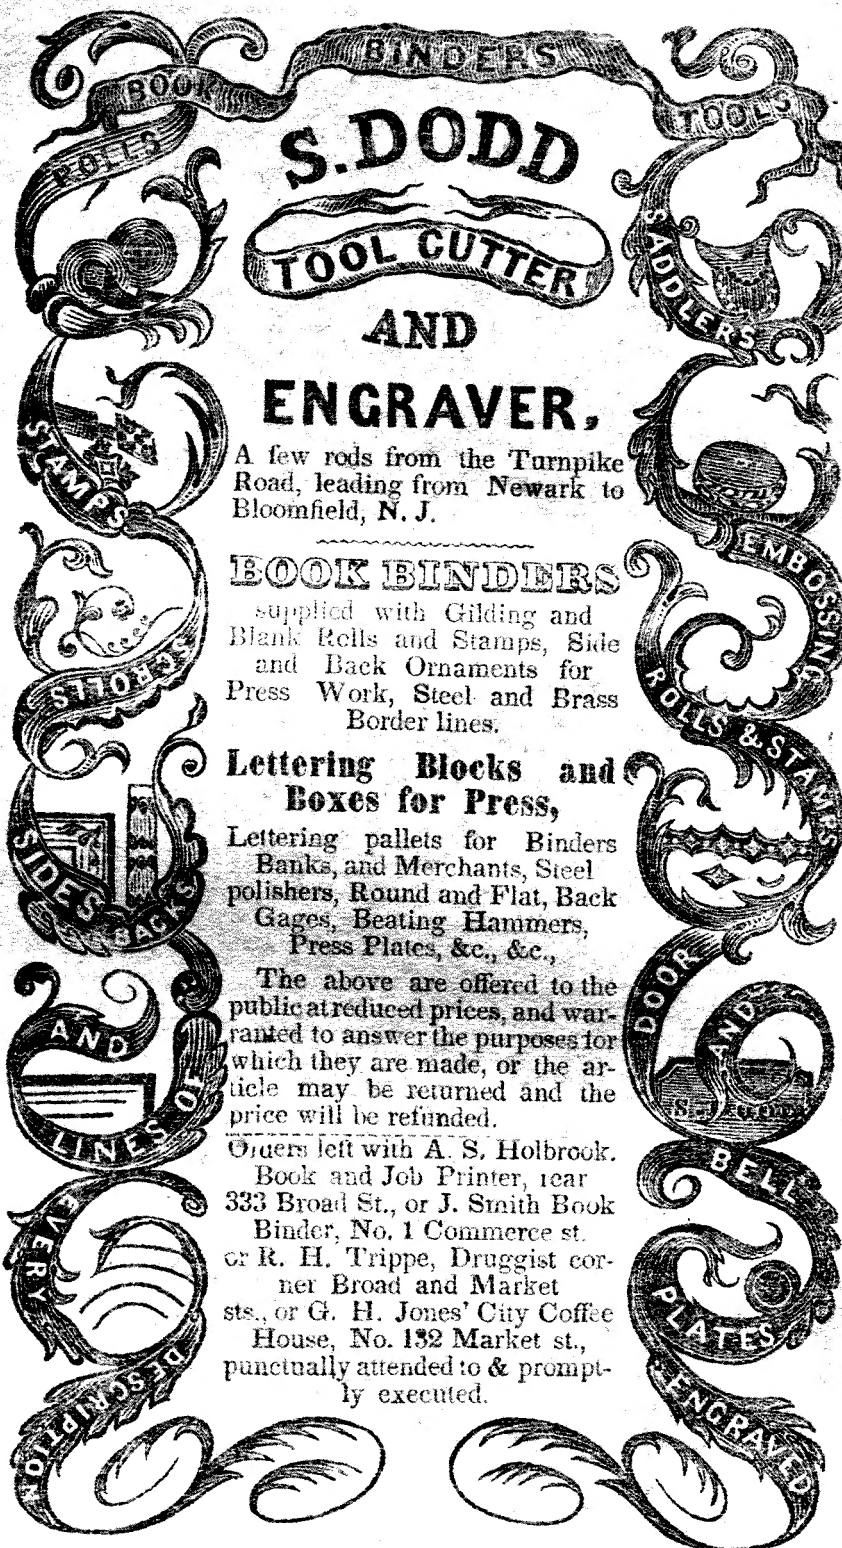 BOOK BINDERS TOOLS
ROLLS
STAMPS
SCROLLS
SIDES
BACKS
AND
LINES OF
EVERY
DESCRIPTION
S. DODD
TOOL CUTTER
AND
ENGRAVER,
A few rods from the Turnpike
Road, leading from Newark to
Bloomfield, N. J.
BOOK BINDERS
supplied with Gilding and
Blank Rolls and Stamps, Side
and Back Ornaments for
Press Work, Steel and Brass
Border lines.
Lettering Blocks and
Boxes for Press,
Lettering pallets for Binders
Banks, and Merchants, Steel
polishers, Round and Flat, Back
Gages, Beating Hammers,
Press Plates, &c., &c.,
The above are offered to the
public at reduced prices, and war-
ranted to answer the purposes for
which they are made, or the ar-
ticle may be returned and the
price will be refunded.
Orders left with A. S. Holbrook.
Book and Job Printer, rear
333 Broad St., or J. Smith Book
Binder, No. 1 Commerce st.
or R. H. Trippe, Druggist cor-
ner Broad and Market
sts., or G. H. Jones' City Coffee
House, No. 132 Market st.,
punctually attended to & prompt-
ly executed.
SADDLERS
EMBOSSING
ROLLS & STAMPS
DOOR
AND
BELL
PLATES
ENGRAVED